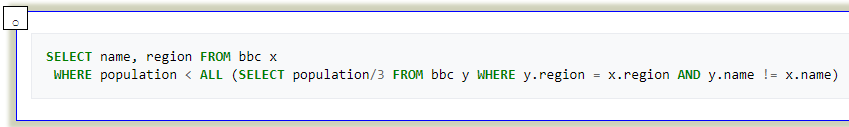 SELECT name, region FROM bbc x
WHERE population < ALL (SELECT population/3 FROM bbc y WHERE y.region = x.region AND y.name != x.name)